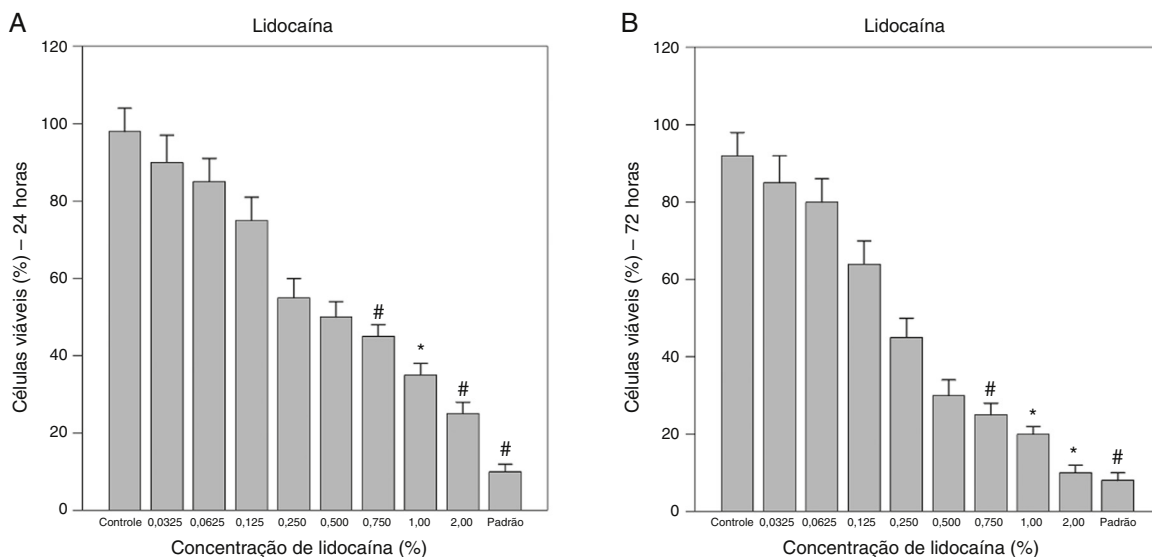 A
Lidocaína
120
100
80
60
40
20
0
Células viáveis (%) – 24 horas
#
*
#
#
Controle 0,0325 0,0625 0,125 0,250 0,500 0,750 1,00 2,00 Padrão
Concentração de lidocaína (%)
B
Lidocaína
120
100
80
60
40
20
0
Células viáveis (%) – 72 horas
#
*
*
#
Controle 0,0325 0,0625 0,125 0,250 0,500 0,750 1,00 2,00 Padrão
Concentração de lidocaína (%)